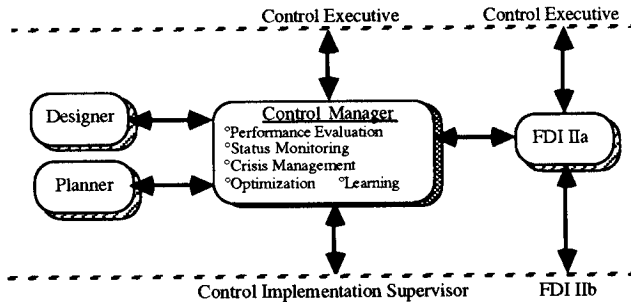 Control Executive
Control Executive
Designer
Planner
Control Manager
°Performance Evaluation
°Status Monitoring
°Crisis Management
°Optimization °Learning
FDI IIa
Control Implementation Supervisor
FDI IIb